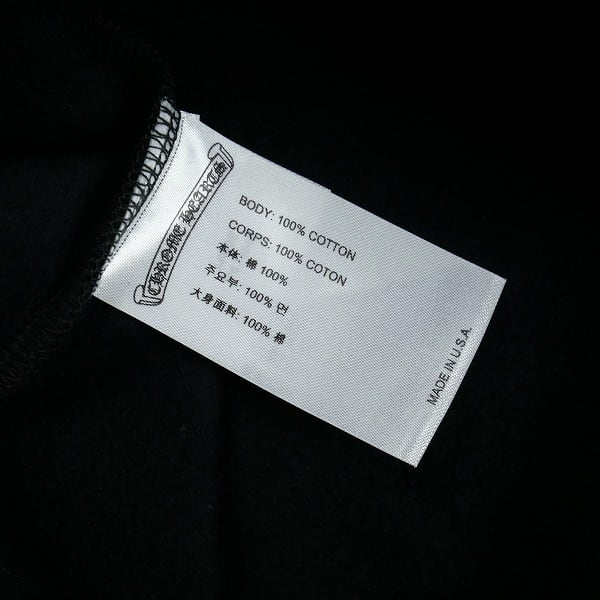 CHROME HEARTS
BODY: 100% COTTON
CORPS: 100% COTON
本体: 棉 100%
주요부: 100% 면
大身面料: 100% 棉
MADE IN U.S.A.